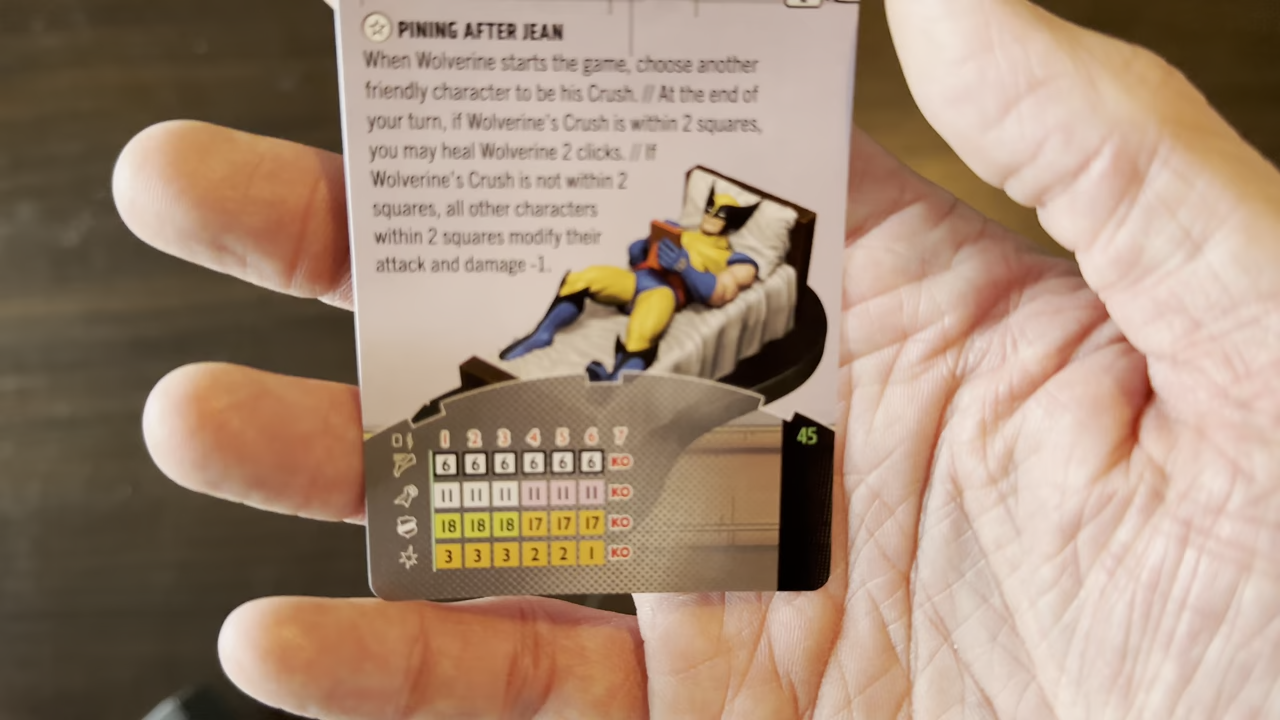 PINING AFTER JEAN
When Wolverine starts the game, choose another
friendly character to be his Crush. // At the end of
your turn, if Wolverine's Crush is within 2 squares,
you may heal Wolverine 2 clicks. // If
Wolverine's Crush is not within 2
squares, all other characters
within 2 squares modify their
attack and damage -1.
45
1 2 3 4 5 6 7
6 6 6 6 6 6 KO
11 11 11 11 11 11 KO
18 18 18 17 17 17 KO
3 3 3 2 2 1 KO